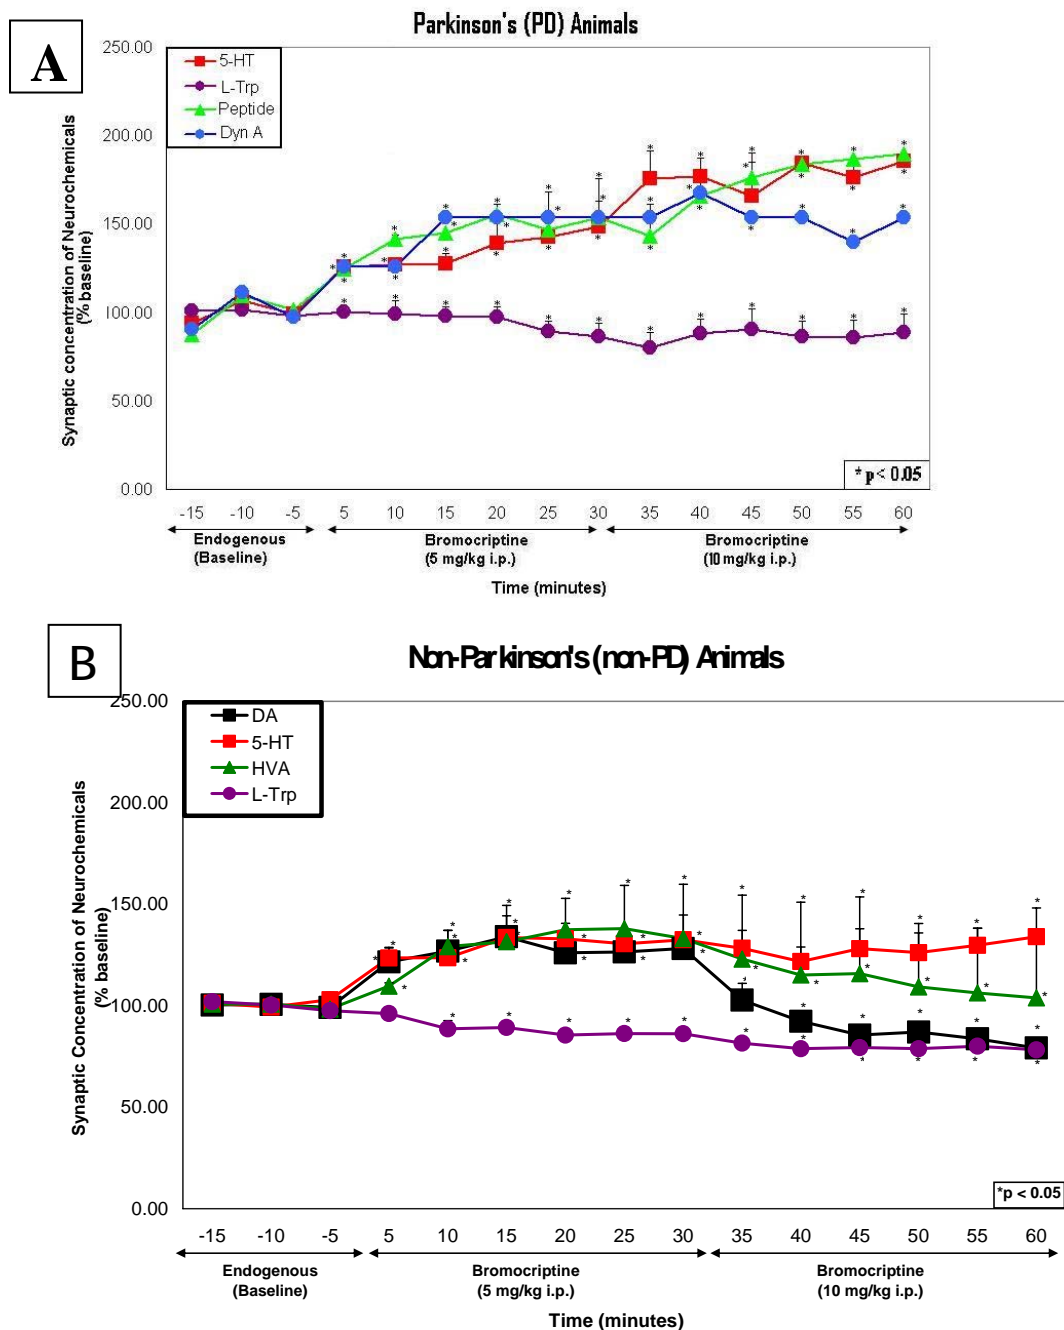 A
Parkinson's (PD) Animals
250.00
200.00
150.00
100.00
50.00
0.00
Synaptic concentration of Neurochemicals
(% baseline)
5-HT
L-Trp
Peptide
Dyn A
* p < 0.05
-15 -10 -5 5 10 15 20 25 30 35 40 45 50 55 60
Endogenous
(Baseline)
Bromocriptine
(5 mg/kg i.p.)
Bromocriptine
(10 mg/kg i.p.)
Time (minutes)
B
Non-Parkinson's (non-PD) Animals
250.00
200.00
150.00
100.00
50.00
0.00
Synaptic Concentration of Neurochemicals
(% baseline)
DA
5-HT
HVA
L-Trp
*p < 0.05
-15 -10 -5 5 10 15 20 25 30 35 40 45 50 55 60
Endogenous
(Baseline)
Bromocriptine
(5 mg/kg i.p.)
Bromocriptine
(10 mg/kg i.p.)
Time (minutes)